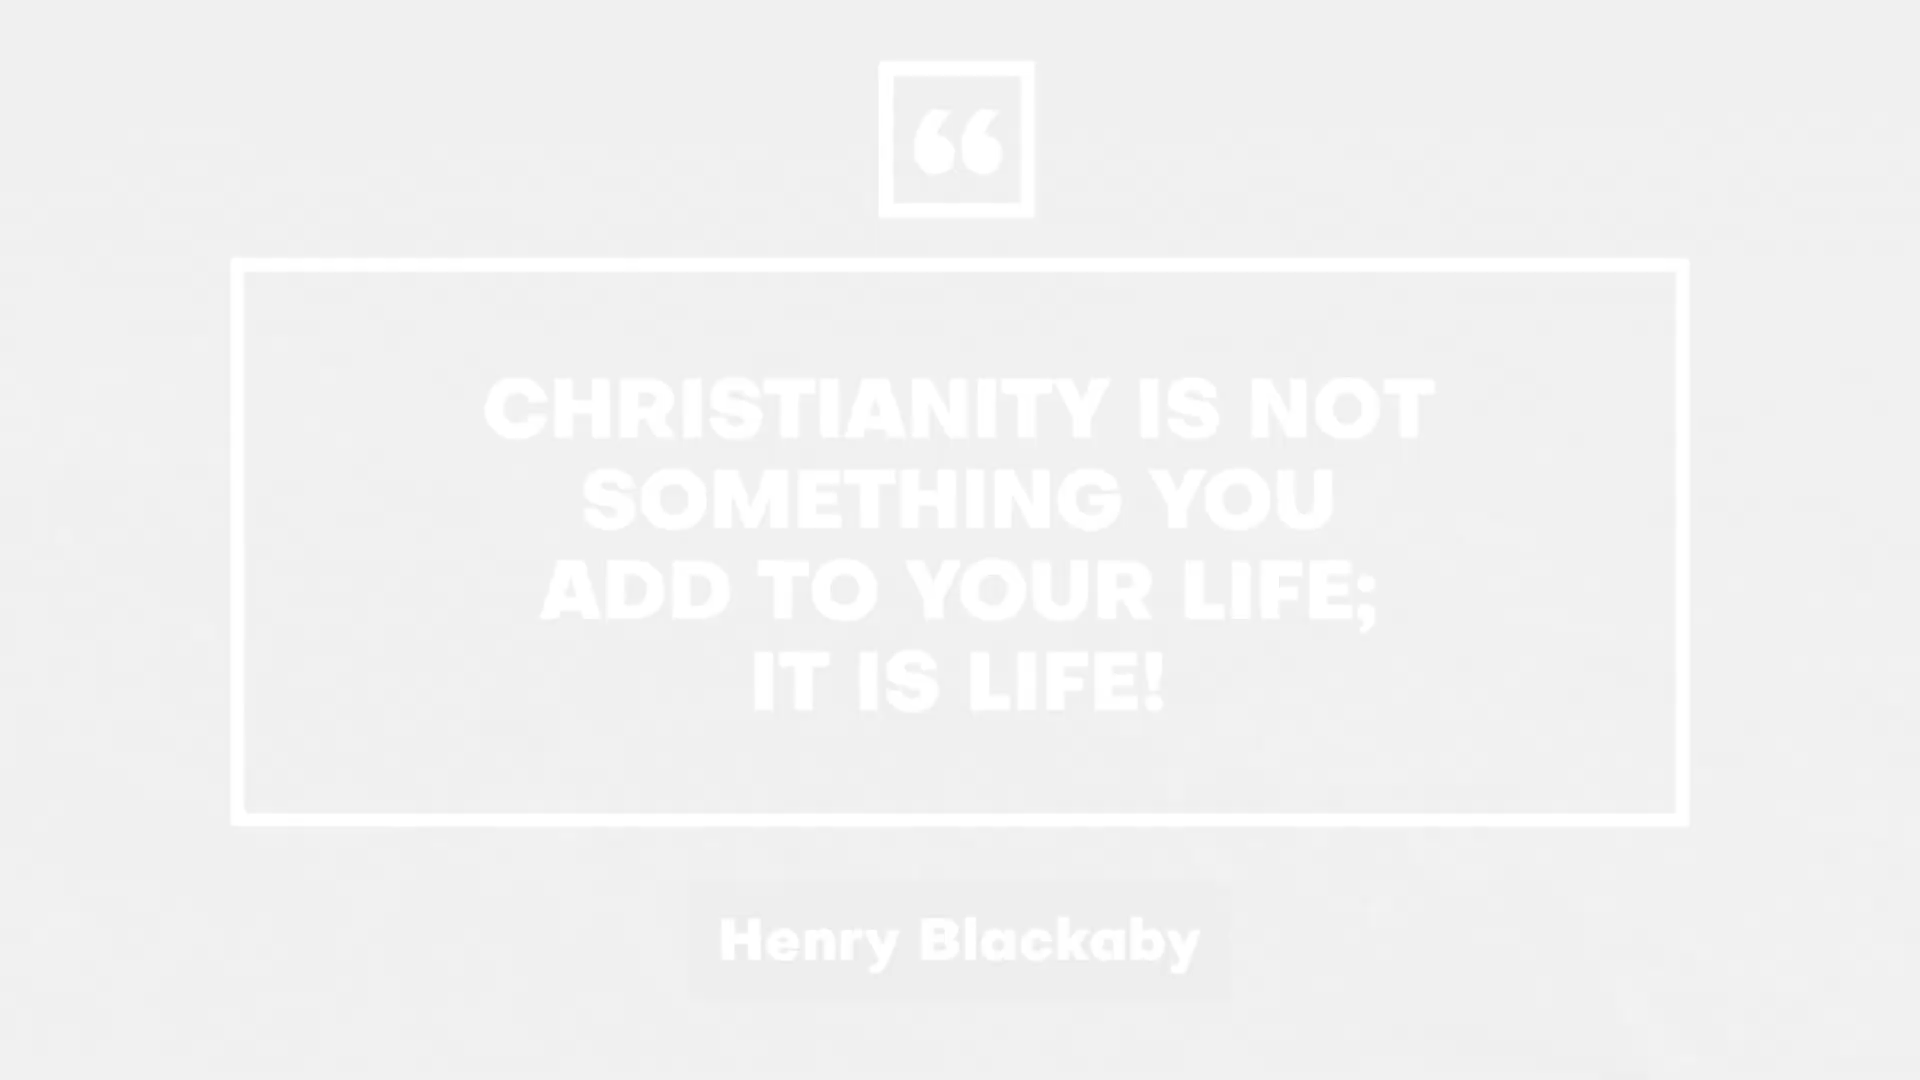 “
CHRISTIANITY IS NOT
SOMETHING YOU
ADD TO YOUR LIFE;
IT IS LIFE!
Henry Blackaby